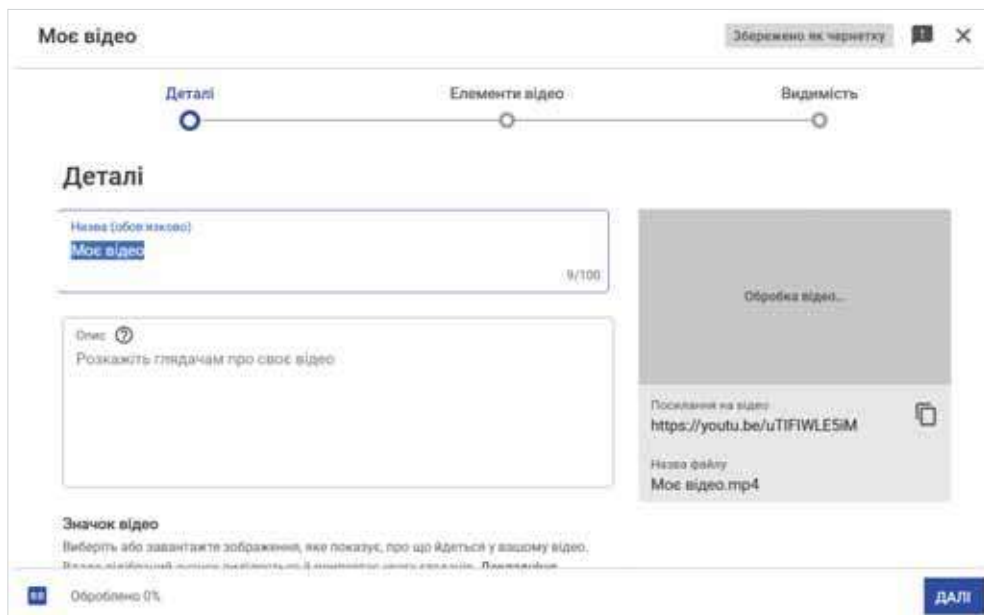 Моє відео
Збережено як чернетку
Деталі
Елементи відео
Видимість
Деталі
Назва (обов'язково)
Моє відео
9/100
Опис
Розкажіть глядачам про своє відео
Обробка відео...
Посилання на відео
https://youtu.be/uTIFIWLE5iM
Назва файлу
Моє відео.mp4
Значок відео
Виберіть або завантажте зображення, яке показує, про що йдеться у вашому відео.
Оброблено 0%
ДАЛІ